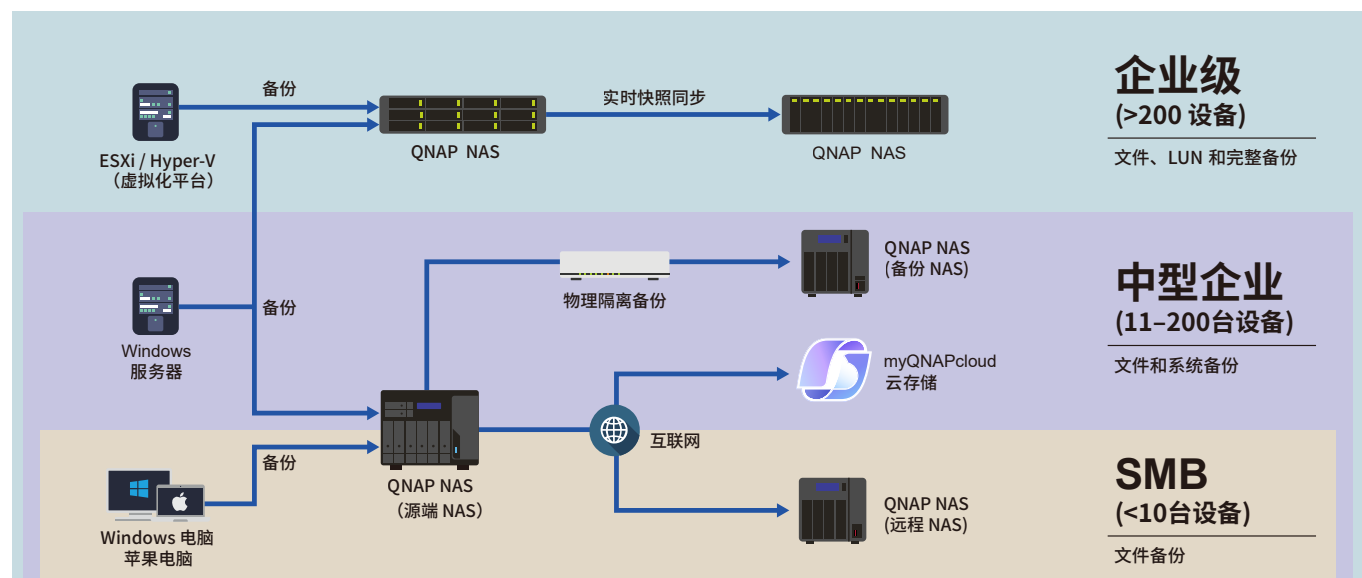 备份
实时快照同步
ESXi / Hyper-V
（虚拟化平台）
QNAP NAS
QNAP NAS
企业级
(>200 设备)
文件、LUN 和完整备份
备份
Windows
服务器
物理隔离备份
QNAP NAS
(备份 NAS)
myQNAPcloud
云存储
中型企业
(11–200台设备)
文件和系统备份
备份
Windows 电脑
苹果电脑
QNAP NAS
（源端 NAS）
互联网
QNAP NAS
(远程 NAS)
SMB
(<10台设备)
文件备份